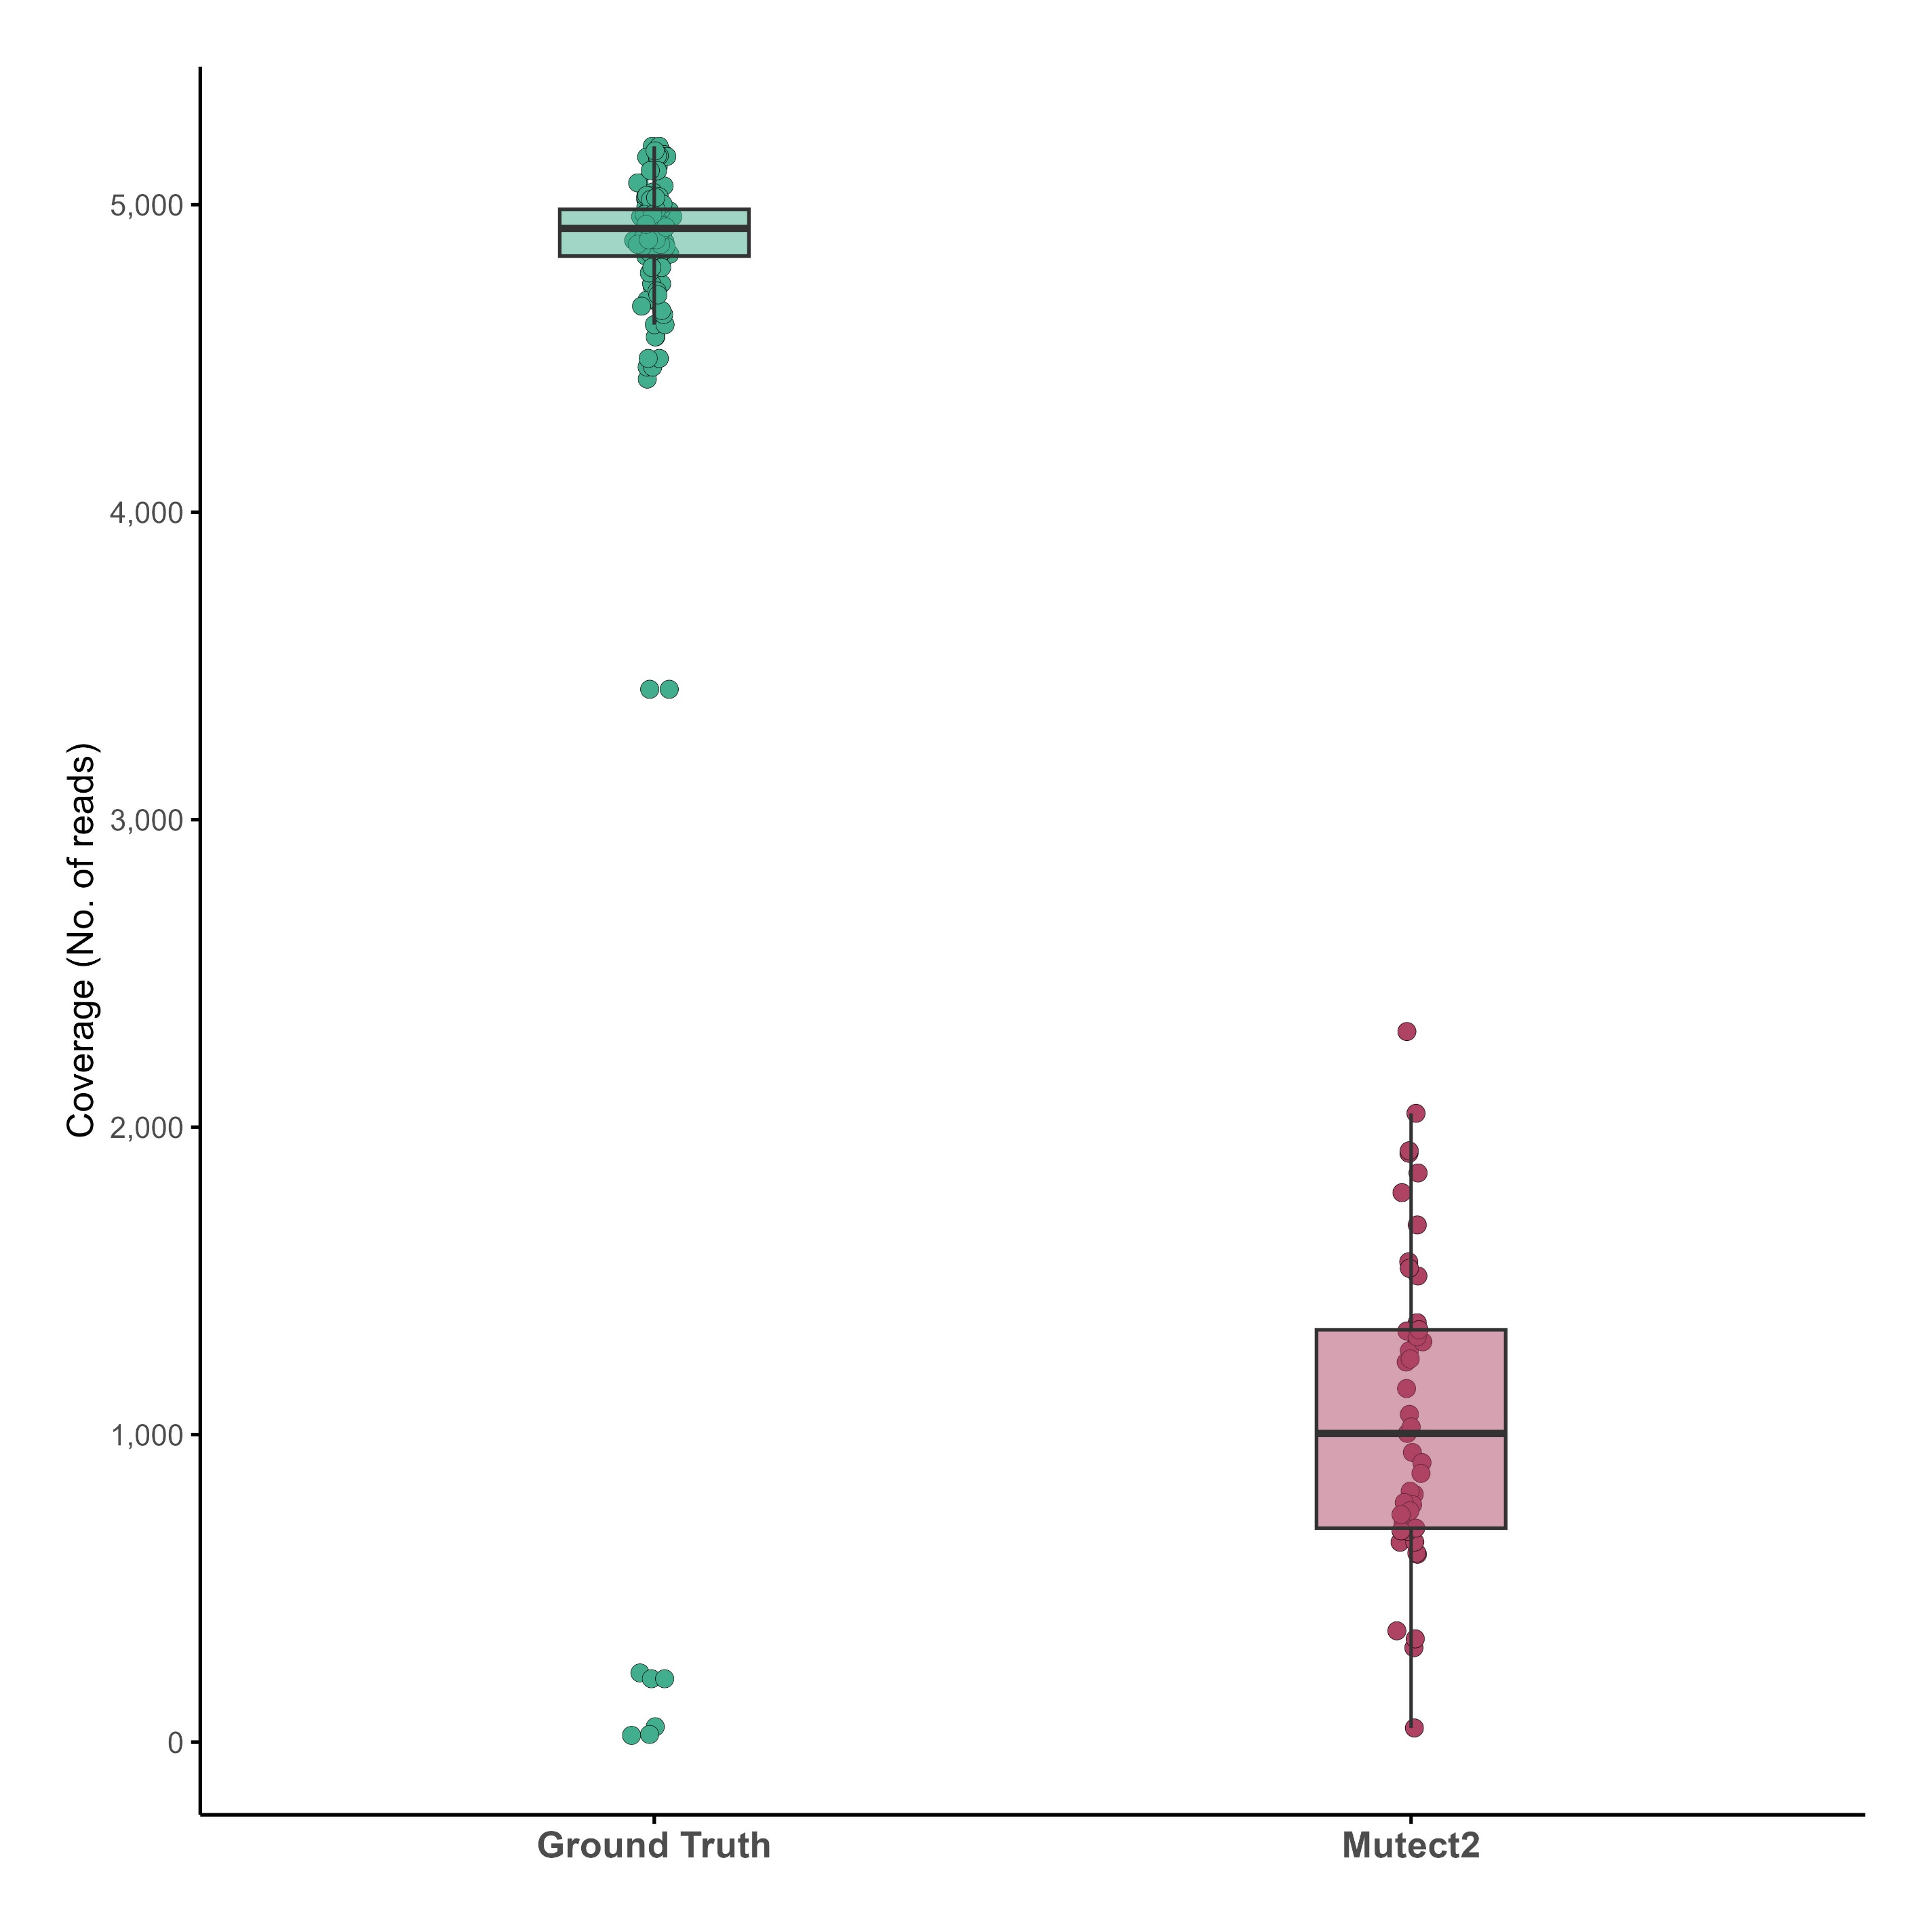 Coverage (No. of reads)
5,000
4,000
3,000
2,000
1,000
0
Ground Truth
Mutect2